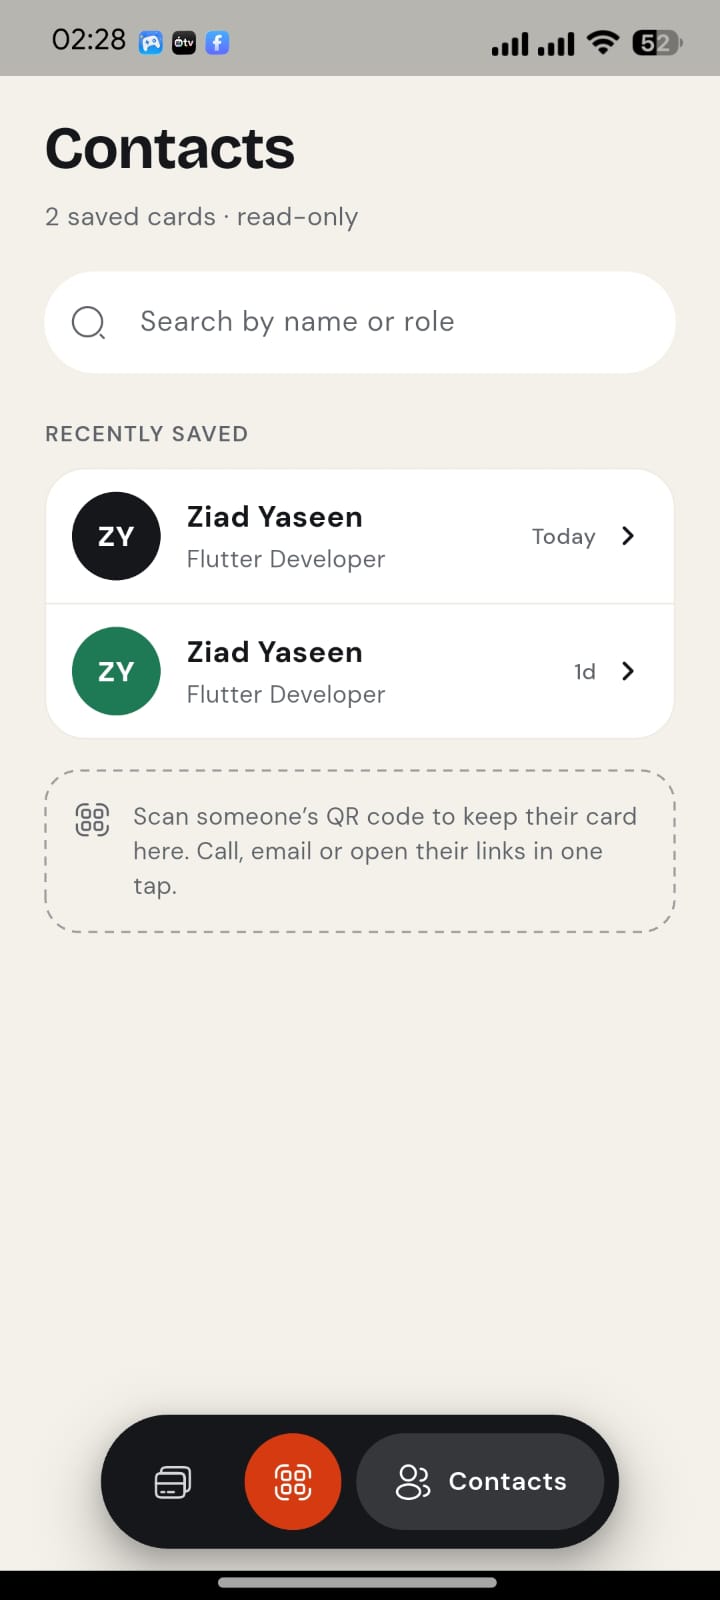 02:28
tv
52
Contacts
2 saved cards · read-only
Search by name or role
RECENTLY SAVED
ZY
Ziad Yaseen
Flutter Developer
Today
ZY
Ziad Yaseen
Flutter Developer
1d
Scan someone’s QR code to keep their card
here. Call, email or open their links in one
tap.
Contacts